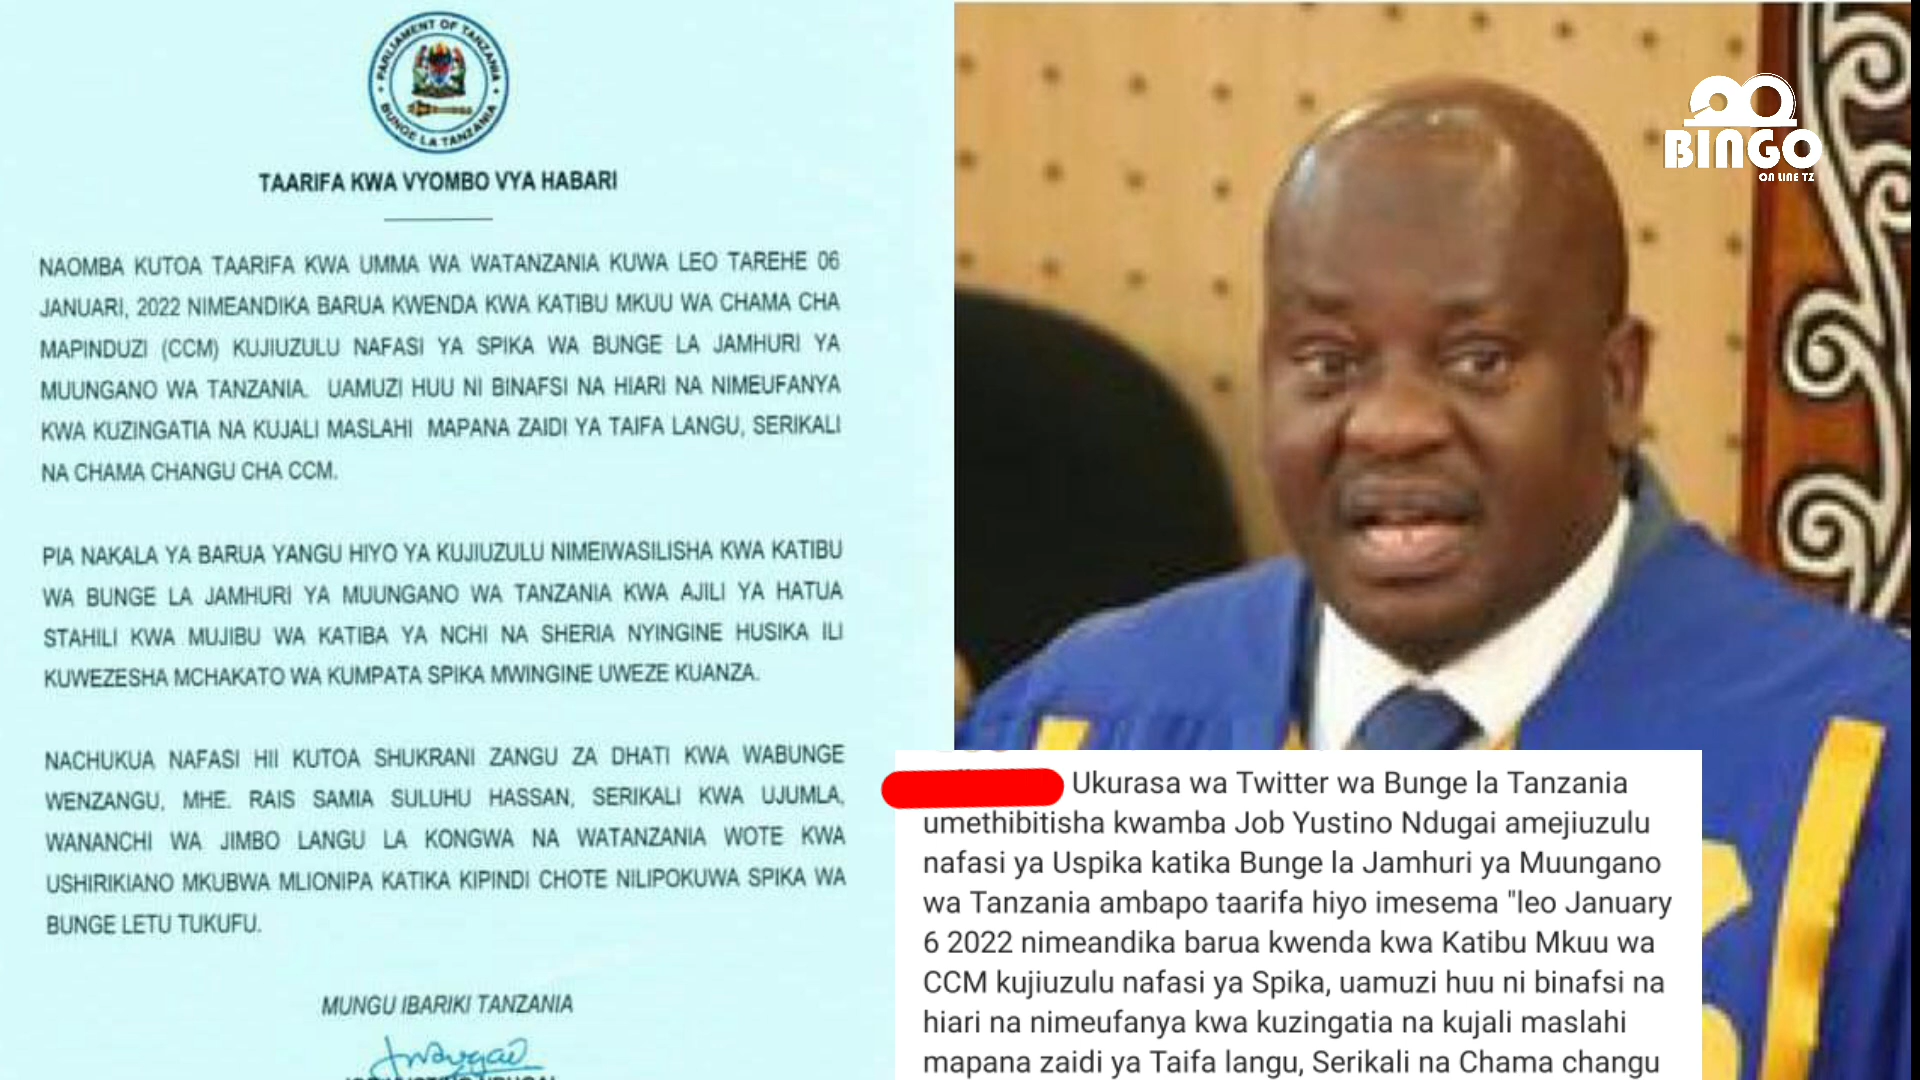 PARLIAMENT OF TANZANIA
BUNGE LA TANZANIA
TAARIFA KWA VYOMBO VYA HABARI
NAOMBA KUTOA TAARIFA KWA UMMA WA WATANZANIA KUWA LEO TAREHE 06
JANUARI, 2022 NIMEANDIKA BARUA KWENDA KWA KATIBU MKUU WA CHAMA CHA
MAPINDUZI (CCM) KUJIUZULU NAFASI YA SPIKA WA BUNGE LA JAMHURI YA
MUUNGANO WA TANZANIA. UAMUZI HUU NI BINAFSI NA HIARI NA NIMEUFANYA
KWA KUZINGATIA NA KUJALI MASLAHI MAPANA ZAIDI YA TAIFA LANGU, SERIKALI
NA CHAMA CHANGU CHA CCM.
PIA NAKALA YA BARUA YANGU HIYO YA KUJIUZULU NIMEIWASILISHA KWA KATIBU
WA BUNGE LA JAMHURI YA MUUNGANO WA TANZANIA KWA AJILI YA HATUA
STAHILI KWA MUJIBU WA KATIBA YA NCHI NA SHERIA NYINGINE HUSIKA ILI
KUWEZESHA MCHAKATO WA KUMPATA SPIKA MWINGINE UWEZE KUANZA.
NACHUKUA NAFASI HII KUTOA SHUKRANI ZANGU ZA DHATI KWA WABUNGE
WENZANGU, MHE. RAIS SAMIA SULUHU HASSAN, SERIKALI KWA UJUMLA,
WANANCHI WA JIMBO LANGU LA KONGWA NA WATANZANIA WOTE KWA
USHIRIKIANO MKUBWA MLIONIPA KATIKA KIPINDI CHOTE NILIPOKUWA SPIKA WA
BUNGE LETU TUKUFU.
MUNGU IBARIKI TANZANIA
BINGO
ON LINE TZ
Ukurasa wa Twitter wa Bunge la Tanzania
umethibitisha kwamba Job Yustino Ndugai amejiuzulu
nafasi ya Uspika katika Bunge la Jamhuri ya Muungano
wa Tanzania ambapo taarifa hiyo imesema "leo January
6 2022 nimeandika barua kwenda kwa Katibu Mkuu wa
CCM kujiuzulu nafasi ya Spika, uamuzi huu ni binafsi na
hiari na nimeufanya kwa kuzingatia na kujali maslahi
mapana zaidi ya Taifa langu, Serikali na Chama changu